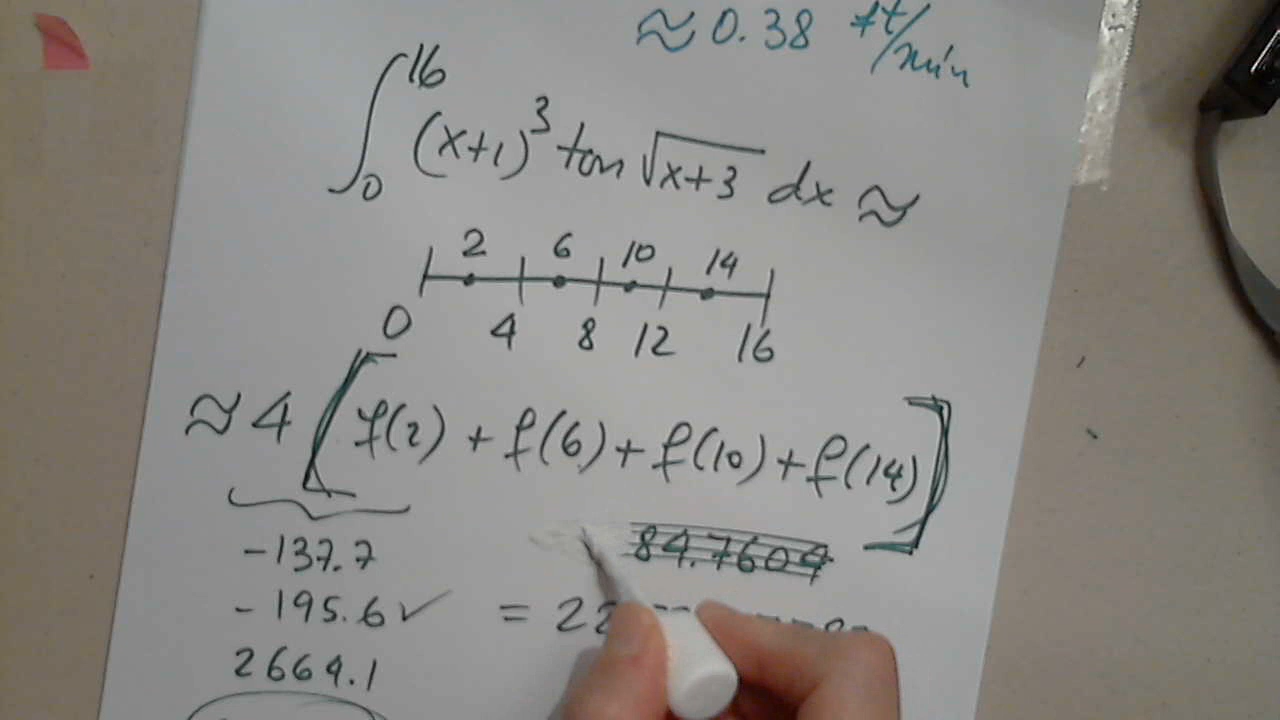 ≈ 0.38 ft/min
∫₀¹⁶ (x+1)³ tan √(x+3) dx ≈
2 6 10 14
0 4 8 12 16
≈ 4 [f(2) + f(6) + f(10) + f(14)]
84.7604
-137.7
-195.6 ✓ = 22
2664.1